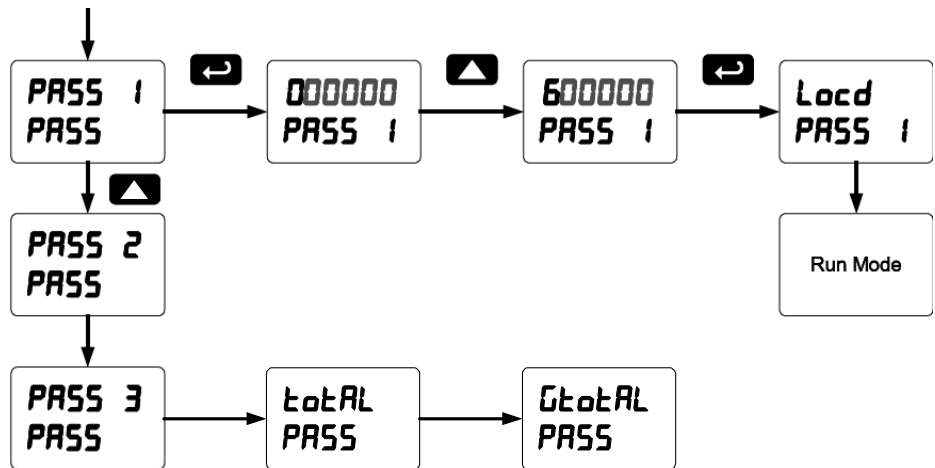 PASS 1
PASS
000000
PASS 1
600000
PASS 1
Locd
PASS 1
PASS 2
PASS
Run Mode
PASS 3
PASS
totAL
PASS
GtotAL
PASS